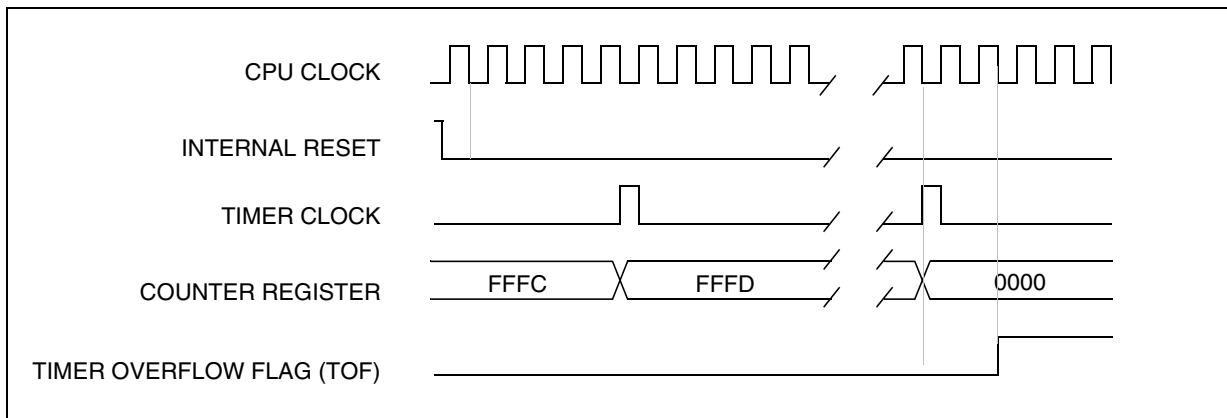 CPU CLOCK
INTERNAL RESET
TIMER CLOCK
COUNTER REGISTER FFFC FFFD 0000
TIMER OVERFLOW FLAG (TOF)